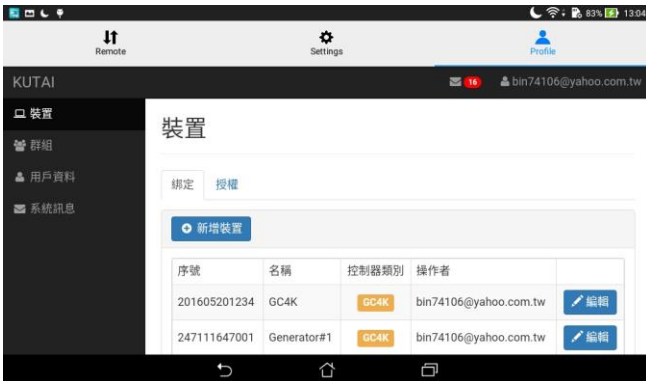 83% 13:04
Remote Settings Profile
KUTAI 16 bin74106@yahoo.com.tw
裝置
群組
用戶資料
系統訊息
裝置
綁定 授權
新增裝置
序號 名稱 控制器類別 操作者
201605201234 GC4K GC4K bin74106@yahoo.com.tw 編輯
247111647001 Generator#1 GC4K bin74106@yahoo.com.tw 編輯